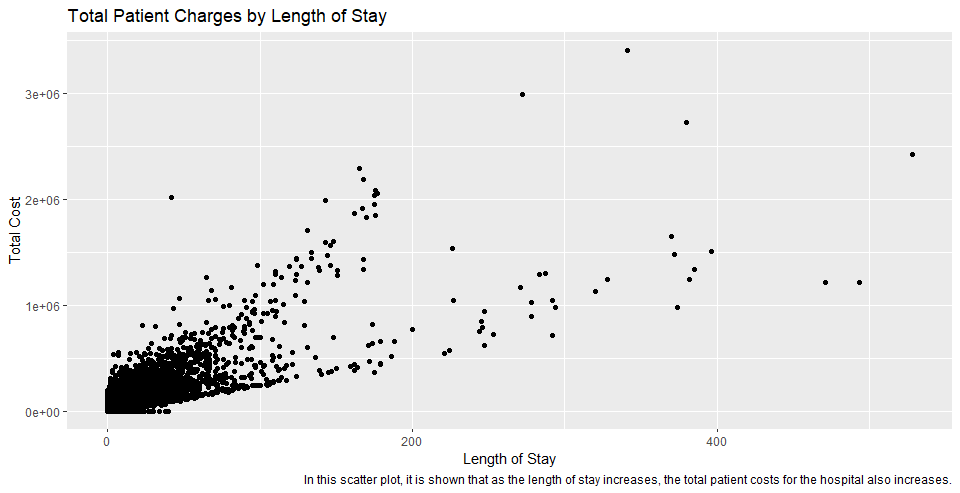 Total Patient Charges by Length of Stay
3e+06
2e+06
1e+06
0e+00
Total Cost
0
200
400
Length of Stay
In this scatter plot, it is shown that as the length of stay increases, the total patient costs for the hospital also increases.